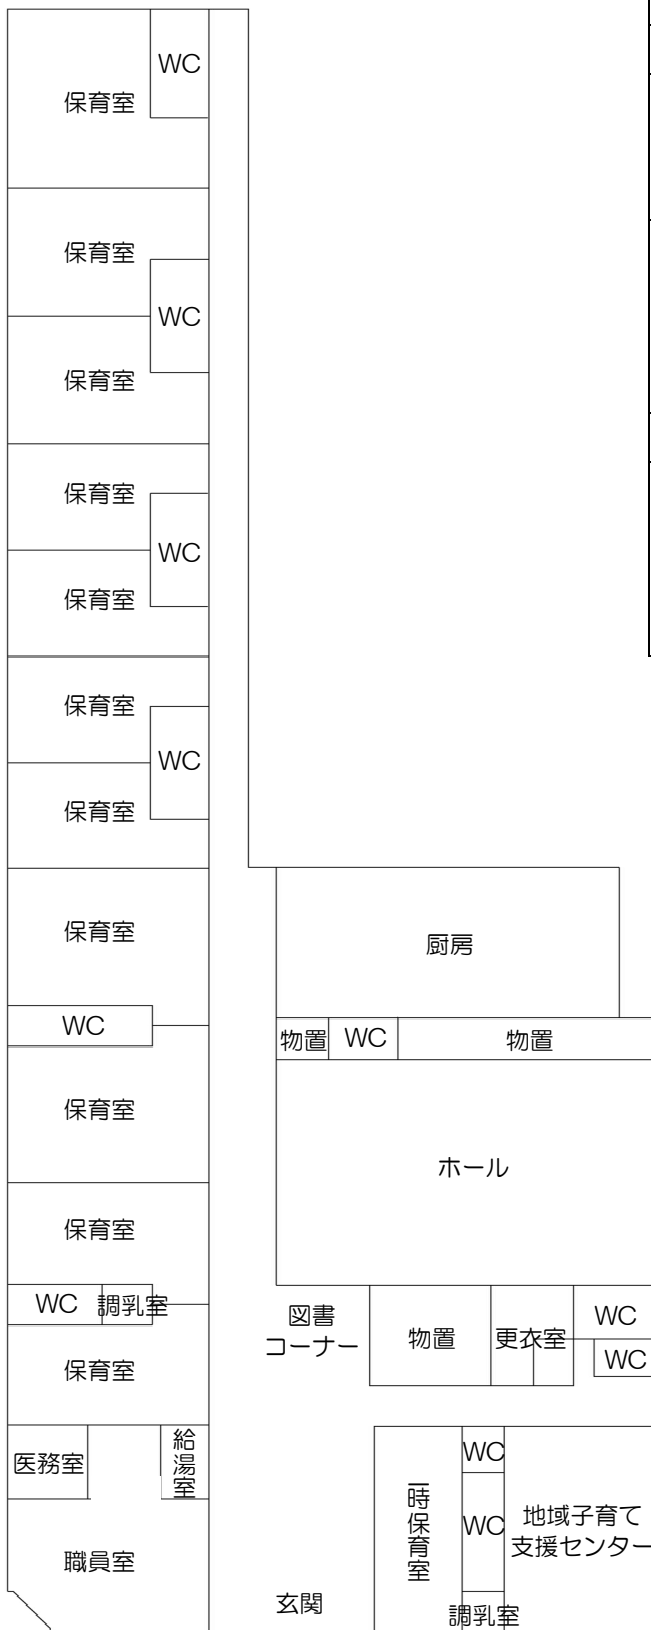 WC
保育室
保育室
WC
保育室
保育室
WC
保育室
保育室
WC
保育室
保育室
WC
保育室
保育室
WC
調乳室
保育室
医務室
給湯室
職員室
厨房
物置
WC
物置
ホール
図書
コーナー
物置
更衣室
WC
WC
玄関
一時保育室
WC
WC
調乳室
地域子育て
支援センター